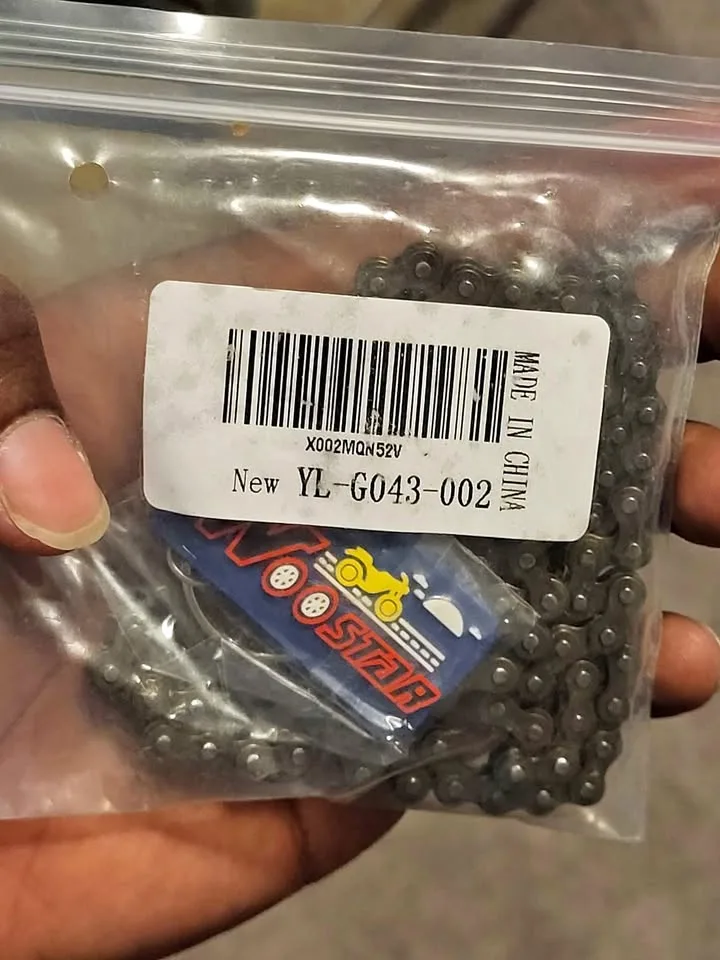 X002MQN52V
New YL-G043-002
MADE IN CHINA
WOOSTAR